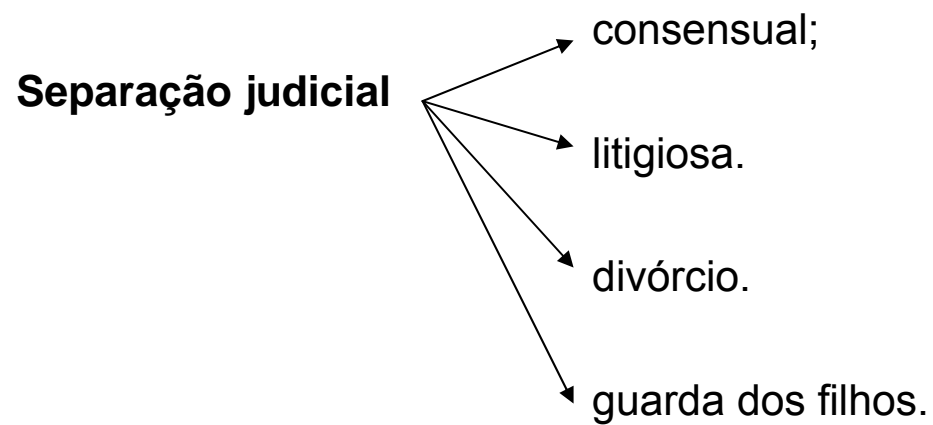 consensual;
Separação judicial
litigiosa.
divórcio.
guarda dos filhos.